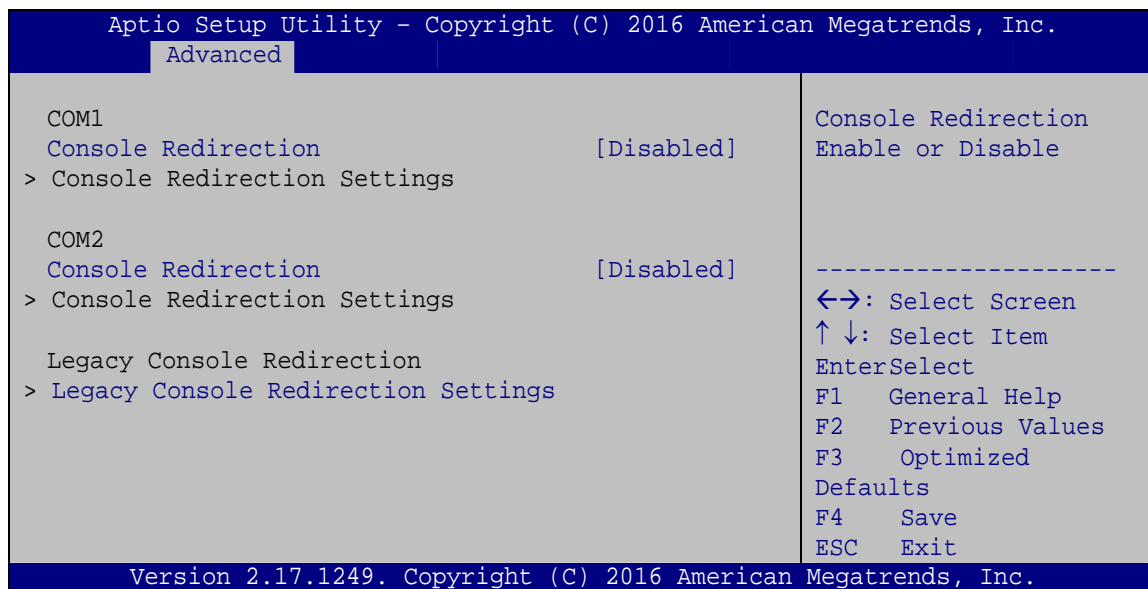 Aptio Setup Utility – Copyright (C) 2016 American Megatrends, Inc.
Advanced
COM1
Console Redirection [Disabled]
> Console Redirection Settings
COM2
Console Redirection [Disabled]
> Console Redirection Settings
Legacy Console Redirection
> Legacy Console Redirection Settings
Console Redirection
Enable or Disable
---------------------
←→: Select Screen
↑ ↓: Select Item
EnterSelect
F1 General Help
F2 Previous Values
F3 Optimized
Defaults
F4 Save
ESC Exit
Version 2.17.1249. Copyright (C) 2016 American Megatrends, Inc.